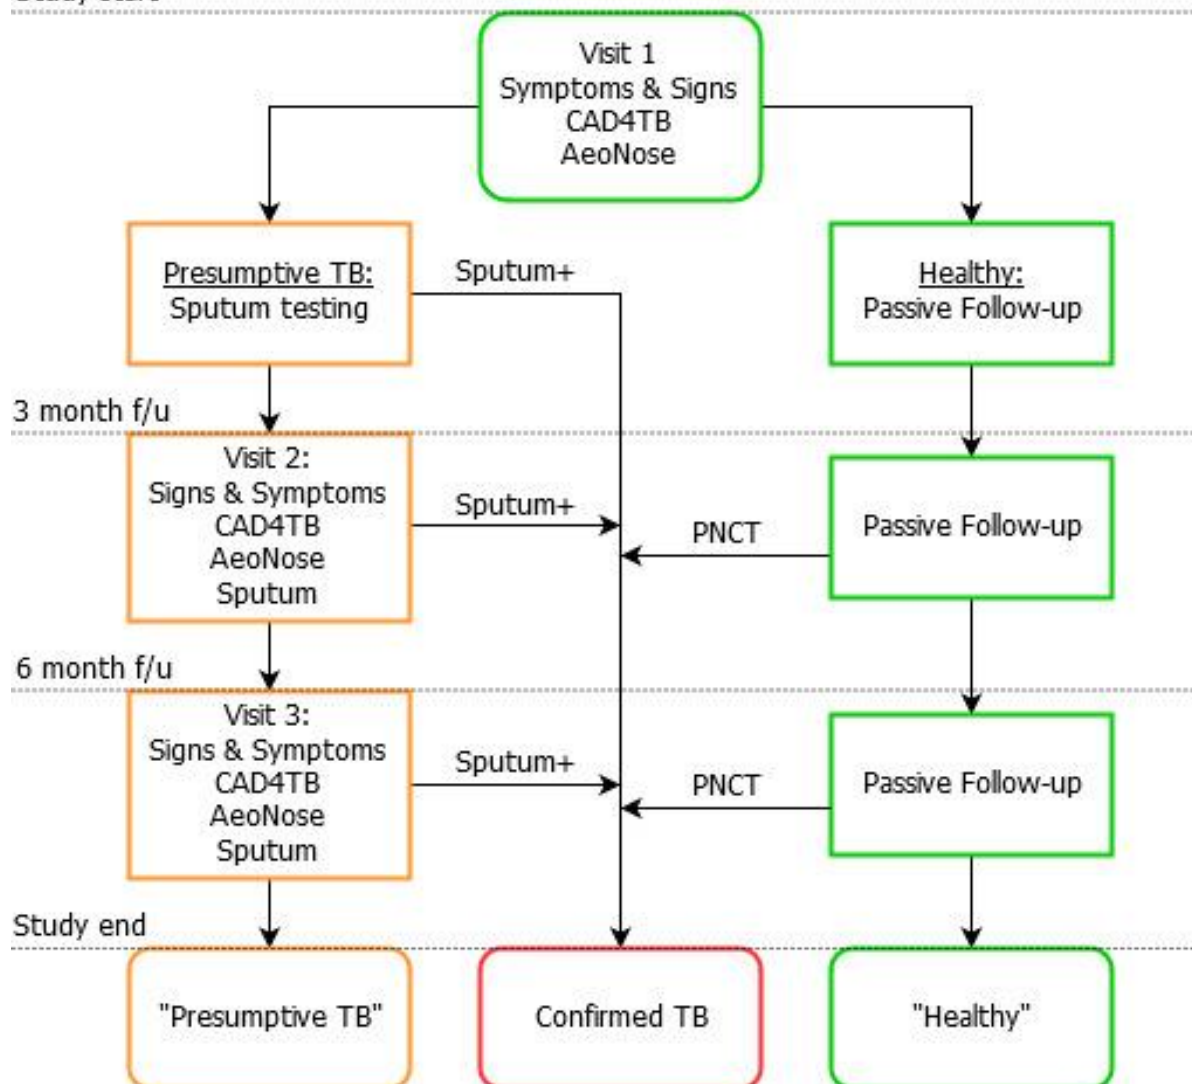 Visit 1
Symptoms & Signs
CAD4TB
AeoNose
Presumptive TB:
Sputum testing
Sputum+
Healthy:
Passive Follow-up
3 month f/u
Visit 2:
Signs & Symptoms
CAD4TB
AeoNose
Sputum
Sputum+
PNCT
Passive Follow-up
6 month f/u
Visit 3:
Signs & Symptoms
CAD4TB
AeoNose
Sputum
Sputum+
PNCT
Passive Follow-up
Study end
"Presumptive TB"
Confirmed TB
"Healthy"